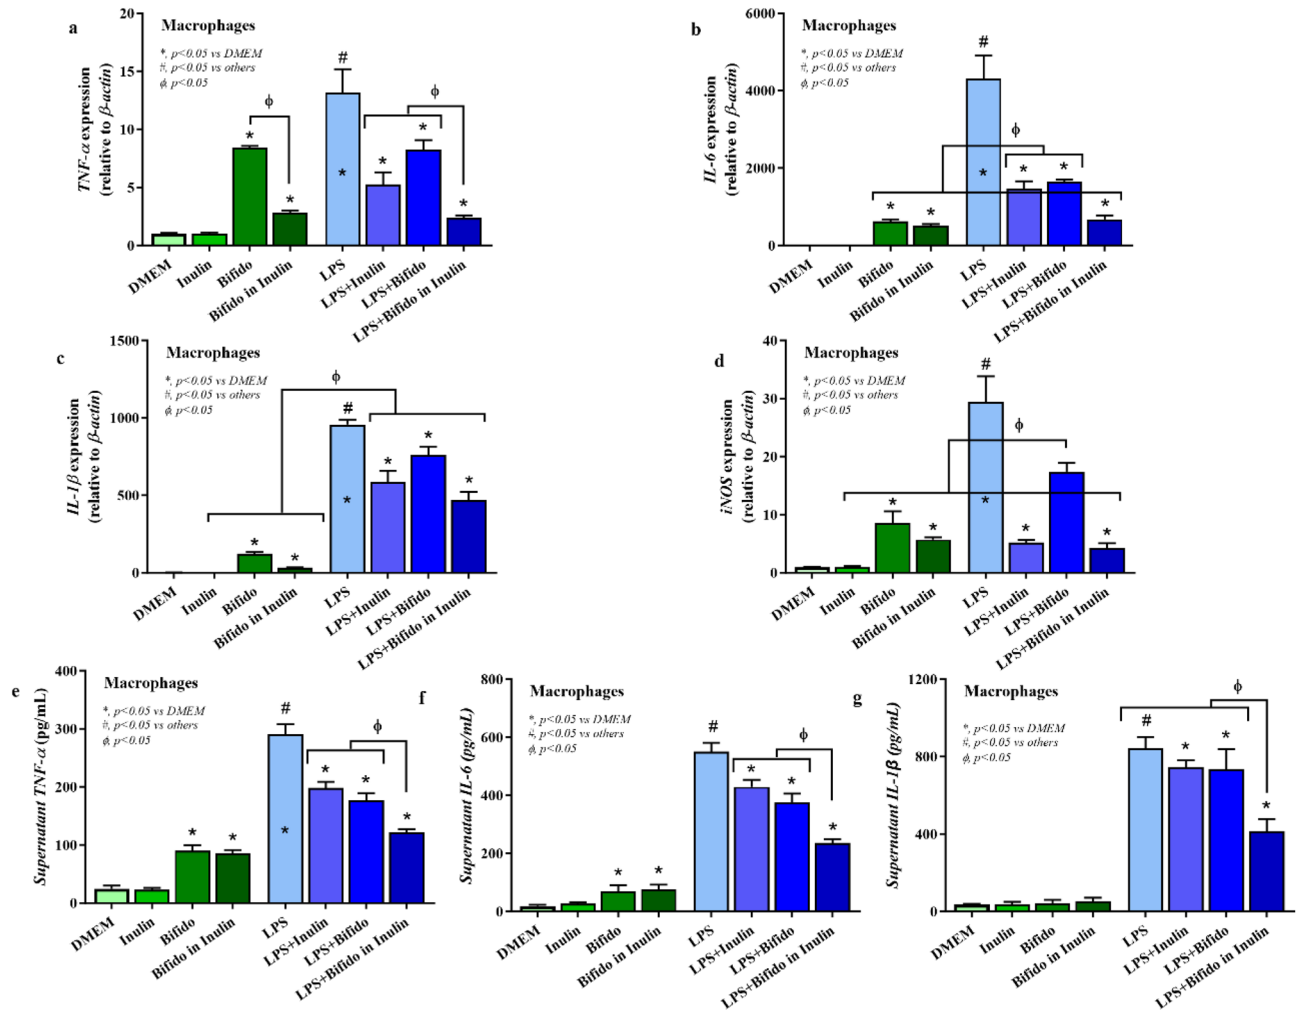 a
20
15
10
5
0
TNF-α expression
(relative to β-actin)
Macrophages
*, p<0.05 vs DMEM
#, p<0.05 vs others
ϕ, p<0.05
*
ϕ
*
#
*
*
ϕ
*
*
DMEM
Inulin
Bifido
Bifido in Inulin
LPS
LPS+Inulin
LPS+Bifido
LPS+Bifido in Inulin
b
6000
4000
2000
0
IL-6 expression
(relative to β-actin)
Macrophages
*, p<0.05 vs DMEM
#, p<0.05 vs others
ϕ, p<0.05
*
*
#
*
ϕ
*
*
*
DMEM
Inulin
Bifido
Bifido in Inulin
LPS
LPS+Inulin
LPS+Bifido
LPS+Bifido in Inulin
c
1500
1000
500
0
IL-1β expression
(relative to β-actin)
Macrophages
*, p<0.05 vs DMEM
#, p<0.05 vs others
ϕ, p<0.05
ϕ
*
*
#
*
*
*
*
DMEM
Inulin
Bifido
Bifido in Inulin
LPS
LPS+Inulin
LPS+Bifido
LPS+Bifido in Inulin
d
40
30
20
10
0
iNOS expression
(relative to β-actin)
Macrophages
*, p<0.05 vs DMEM
#, p<0.05 vs others
ϕ, p<0.05
*
*
#
*
ϕ
*
*
DMEM
Inulin
Bifido
Bifido in Inulin
LPS
LPS+Inulin
LPS+Bifido
LPS+Bifido in Inulin
e
400
300
200
100
0
Supernatant TNF-α (pg/mL)
Macrophages
*, p<0.05 vs DMEM
#, p<0.05 vs others
ϕ, p<0.05
*
*
#
*
*
ϕ
*
*
DMEM
Inulin
Bifido
Bifido in Inulin
LPS
LPS+Inulin
LPS+Bifido
LPS+Bifido in Inulin
f
800
600
400
200
0
Supernatant IL-6 (pg/mL)
Macrophages
*, p<0.05 vs DMEM
#, p<0.05 vs others
ϕ, p<0.05
*
*
#
*
*
ϕ
*
DMEM
Inulin
Bifido
Bifido in Inulin
LPS
LPS+Inulin
LPS+Bifido
LPS+Bifido in Inulin
g
1200
800
400
0
Supernatant IL-1β (pg/mL)
Macrophages
*, p<0.05 vs DMEM
#, p<0.05 vs others
ϕ, p<0.05
#
*
*
ϕ
*
DMEM
Inulin
Bifido
Bifido in Inulin
LPS
LPS+Inulin
LPS+Bifido
LPS+Bifido in Inulin